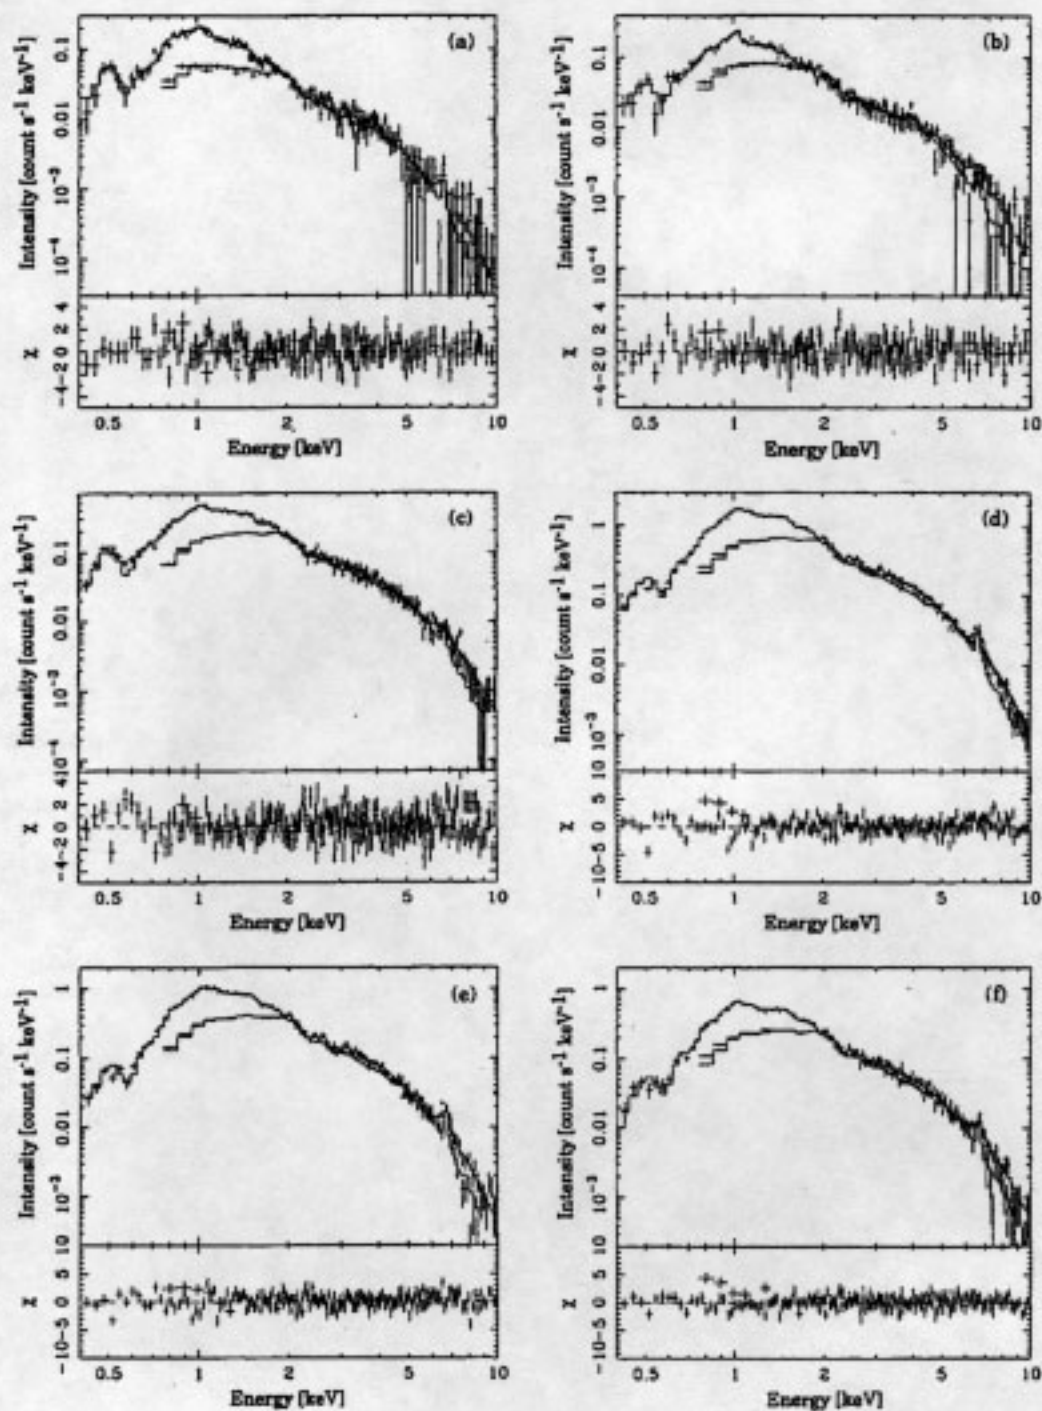 (a)
Intensity [count s⁻¹ keV⁻¹]
0.1
0.01
10⁻³
10⁻⁴
χ
4
2
0
−2
−4
0.5 1 2 5 10
Energy [keV]
(b)
Intensity [count s⁻¹ keV⁻¹]
0.1
0.01
10⁻³
10⁻⁴
χ
4
2
0
−2
−4
0.5 1 2 5 10
Energy [keV]
(c)
Intensity [count s⁻¹ keV⁻¹]
0.1
0.01
10⁻³
10⁻⁴
χ
4
2
0
−2
−4
0.5 1 2 5 10
Energy [keV]
(d)
Intensity [count s⁻¹ keV⁻¹]
1
0.1
0.01
10⁻³
χ
10
5
0
−5
−10
0.5 1 2 5 10
Energy [keV]
(e)
Intensity [count s⁻¹ keV⁻¹]
1
0.1
0.01
10⁻³
χ
10
5
0
−5
−10
0.5 1 2 5 10
Energy [keV]
(f)
Intensity [count s⁻¹ keV⁻¹]
1
0.1
0.01
10⁻³
χ
10
5
0
−5
−10
0.5 1 2 5 10
Energy [keV]